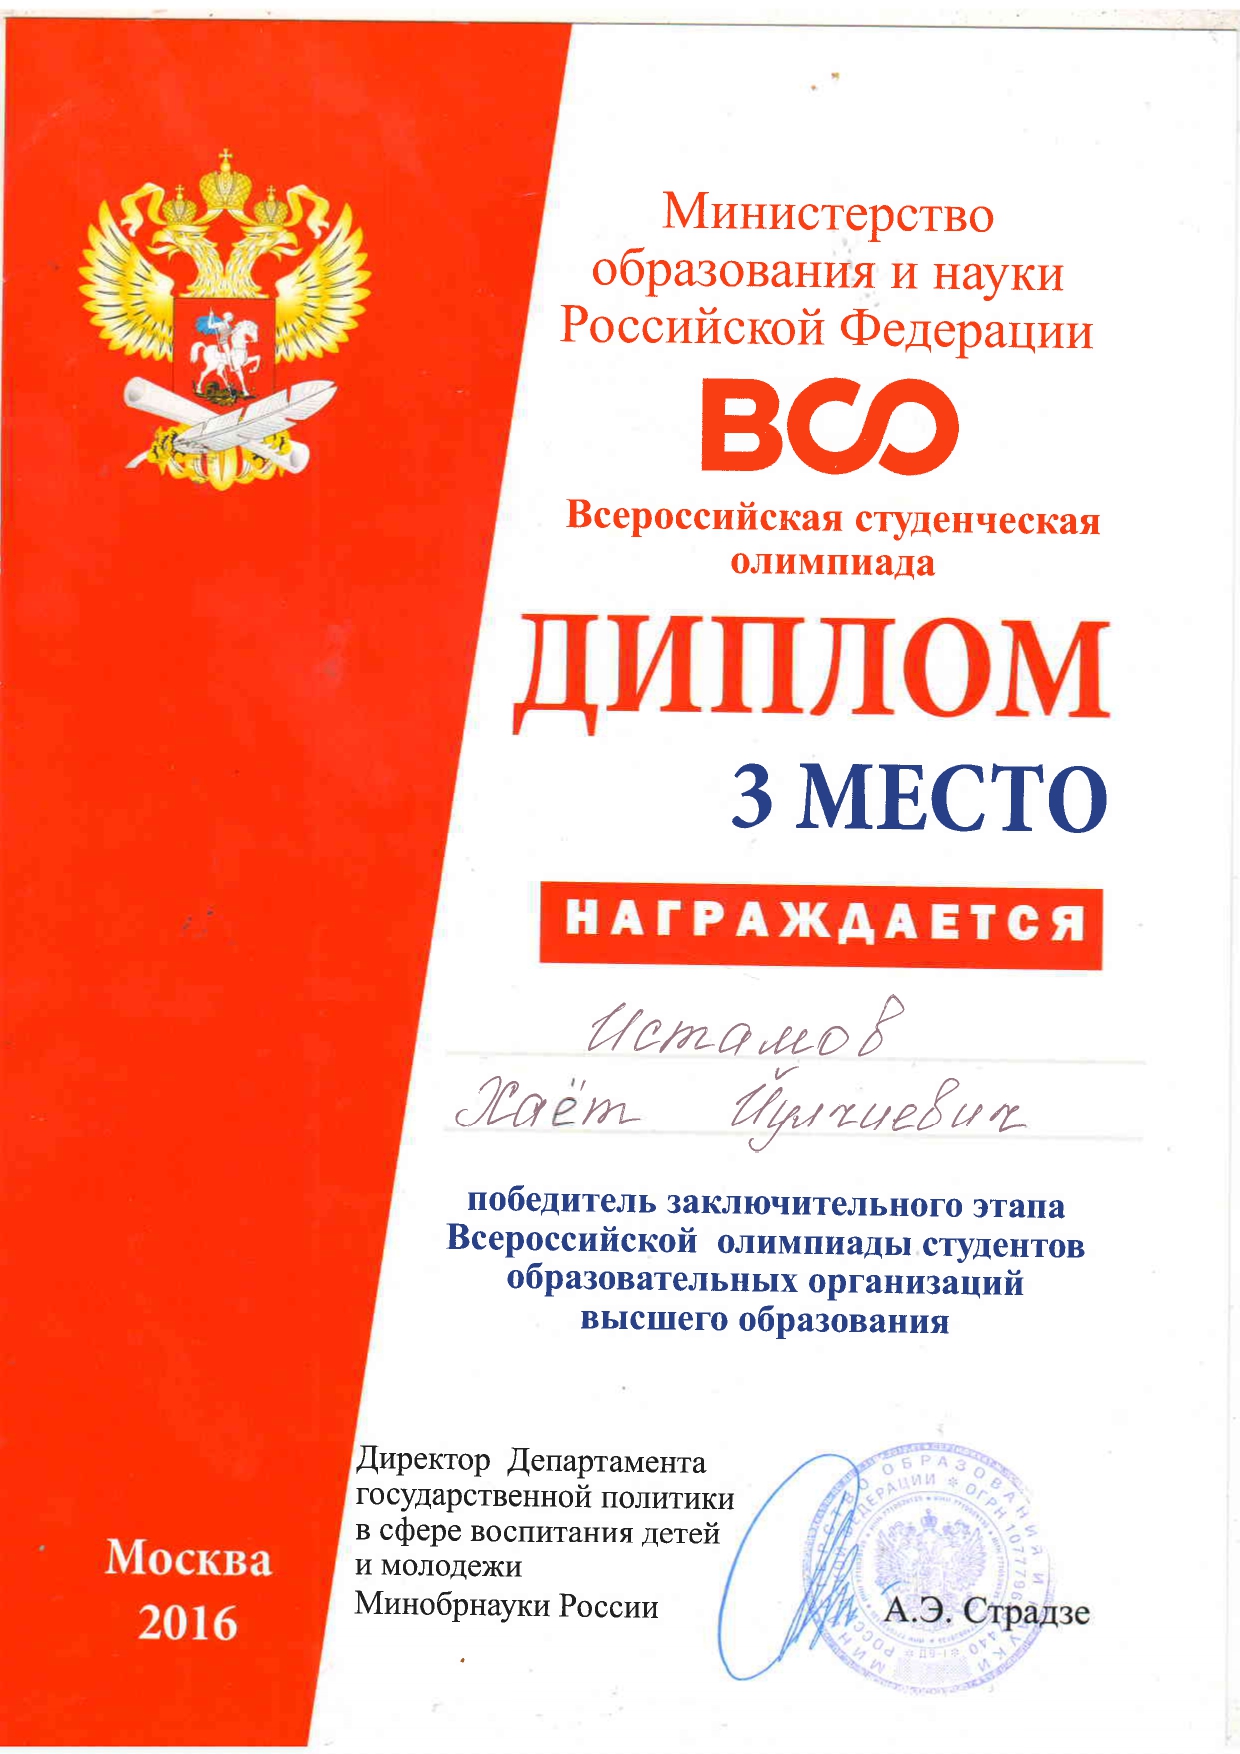 Министерство
образования и науки
Российской Федерации
ВСО
Всероссийская студенческая
олимпиада
ДИПЛОМ
3 МЕСТО
НАГРАЖДАЕТСЯ
Истамов
Хаёт Йулчиевич
победитель заключительного этапа
Всероссийской олимпиады студентов
образовательных организаций
высшего образования
Директор Департамента
государственной политики
в сфере воспитания детей
и молодежи
Минобрнауки России
А.Э. Страдзе
Москва
2016